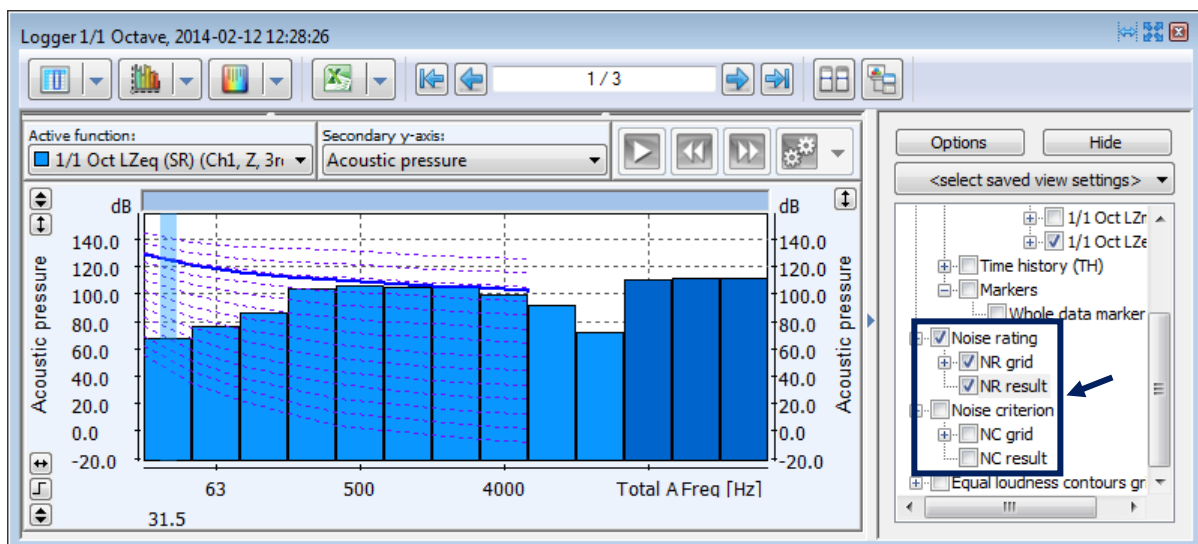 Logger 1/1 Octave, 2014-02-12 12:28:26
1 / 3
Active function:
1/1 Oct LZeq (SR) (Ch1, Z, 3r
Secondary y-axis:
Acoustic pressure
Options
Hide
<select saved view settings>
dB
140.0
120.0
100.0
80.0
60.0
40.0
20.0
0.0
-20.0
Acoustic pressure
dB
140.0
120.0
100.0
80.0
60.0
40.0
20.0
0.0
-20.0
Acoustic pressure
63
500
4000
Total A Freq [Hz]
31.5
1/1 Oct LZr
1/1 Oct LZe
Time history (TH)
Markers
Whole data marker
Noise rating
NR grid
NR result
Noise criterion
NC grid
NC result
Equal loudness contours gr